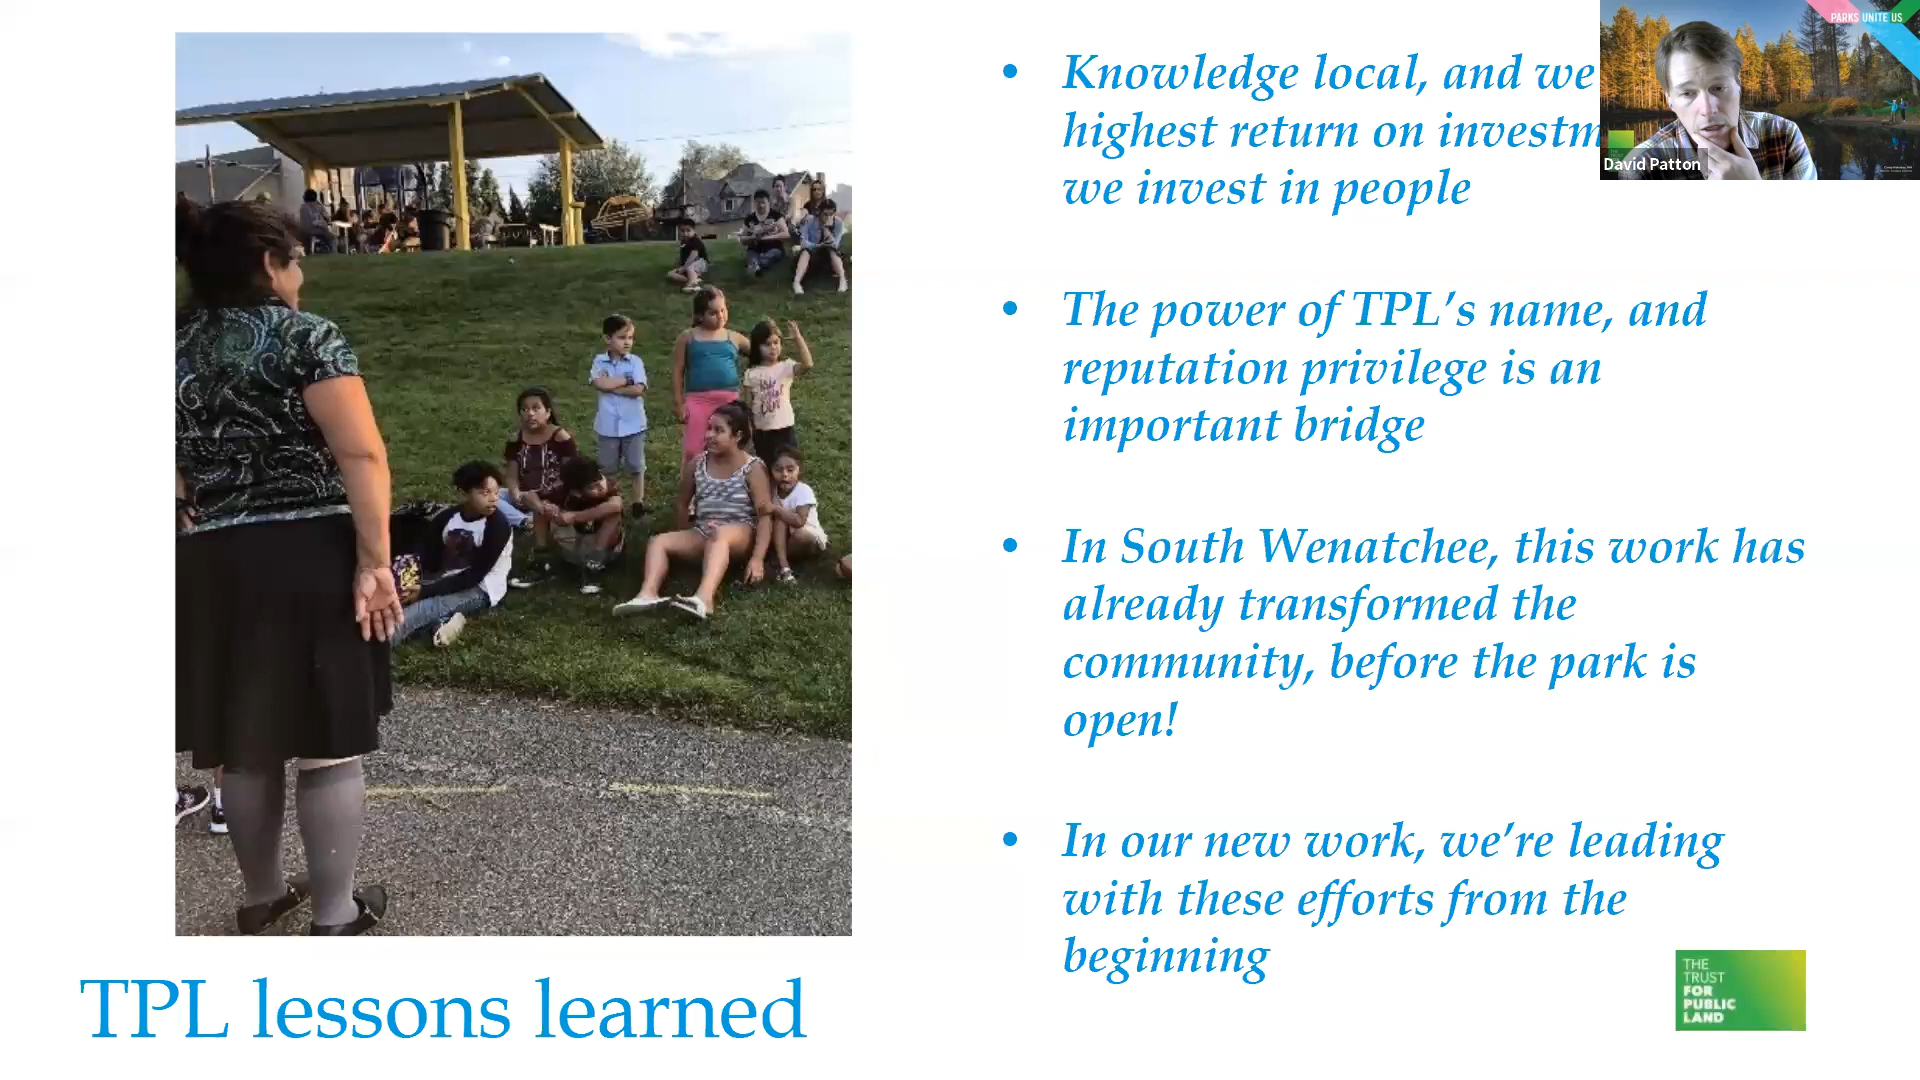 • Knowledge local, and we
highest return on investm
we invest in people
• The power of TPL’s name, and
reputation privilege is an
important bridge
• In South Wenatchee, this work has
already transformed the
community, before the park is
open!
• In our new work, we’re leading
with these efforts from the
beginning
TPL lessons learned
THE
TRUST
FOR
PUBLIC
LAND
PARKS UNITE US
David Patton